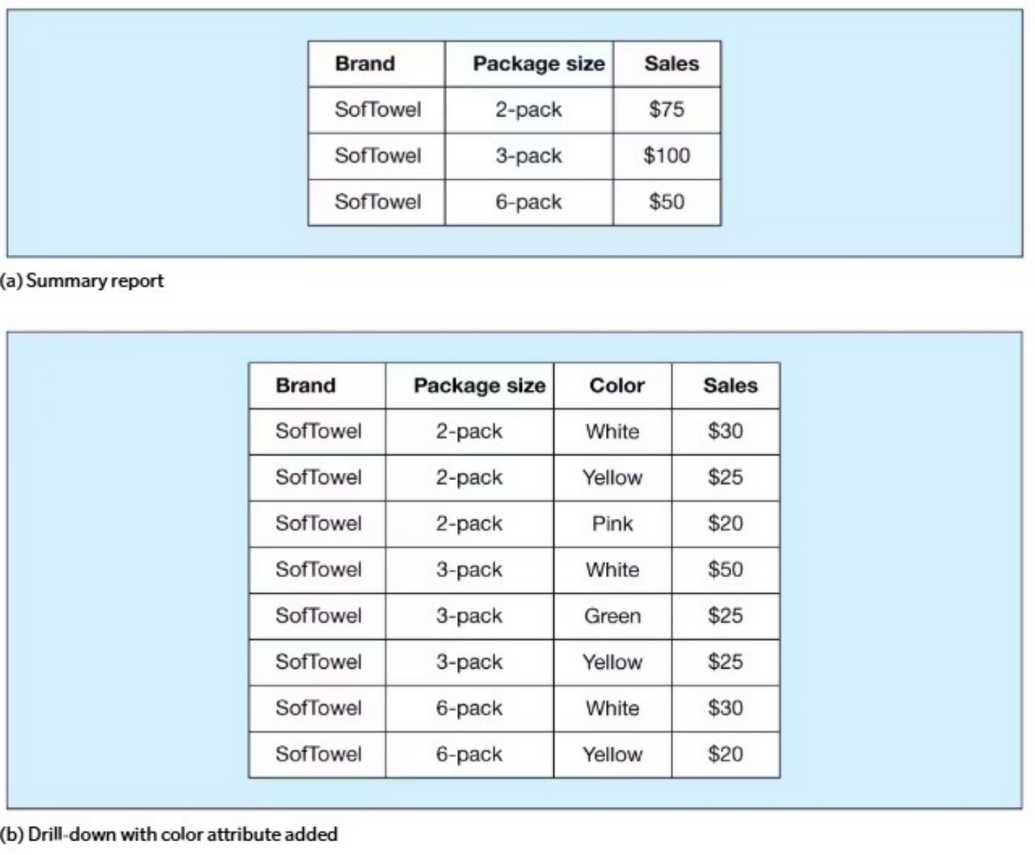 Brand Package size Sales
SofTowel 2-pack $75
SofTowel 3-pack $100
SofTowel 6-pack $50
(a) Summary report
Brand Package size Color Sales
SofTowel 2-pack White $30
SofTowel 2-pack Yellow $25
SofTowel 2-pack Pink $20
SofTowel 3-pack White $50
SofTowel 3-pack Green $25
SofTowel 3-pack Yellow $25
SofTowel 6-pack White $30
SofTowel 6-pack Yellow $20
(b) Drill-down with color attribute added